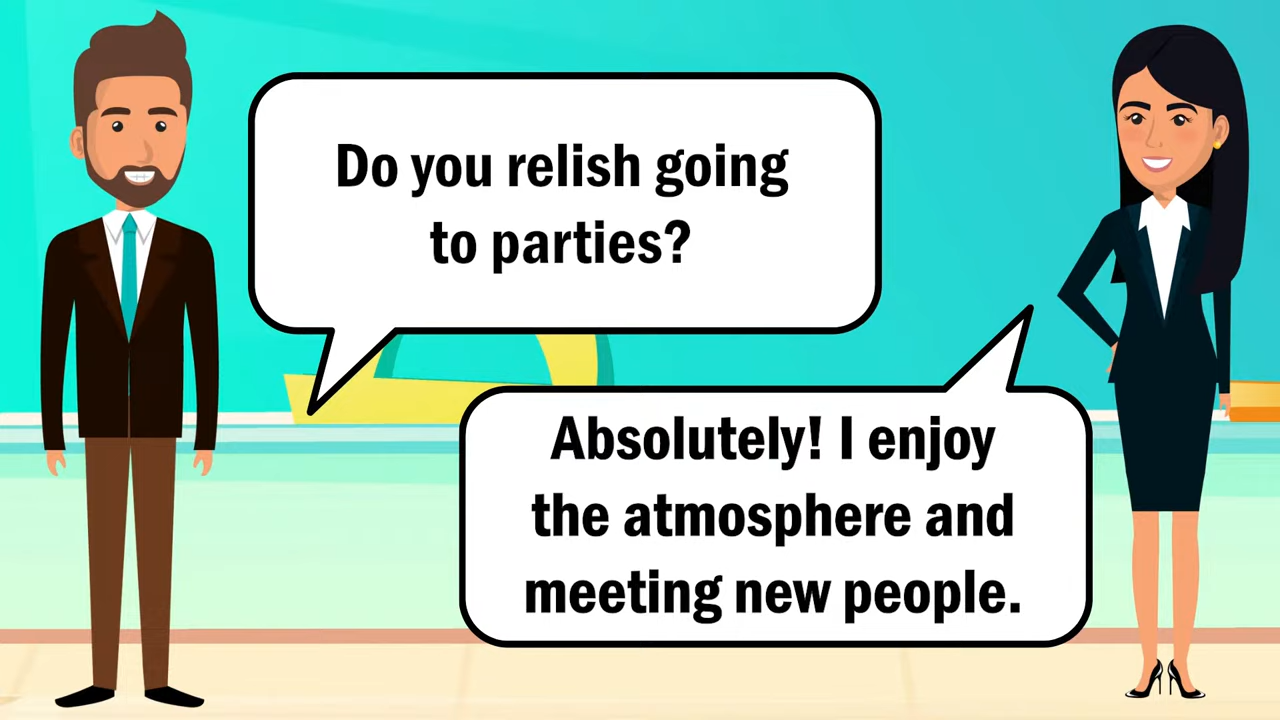 Do you relish going
to parties?
Absolutely! I enjoy
the atmosphere and
meeting new people.